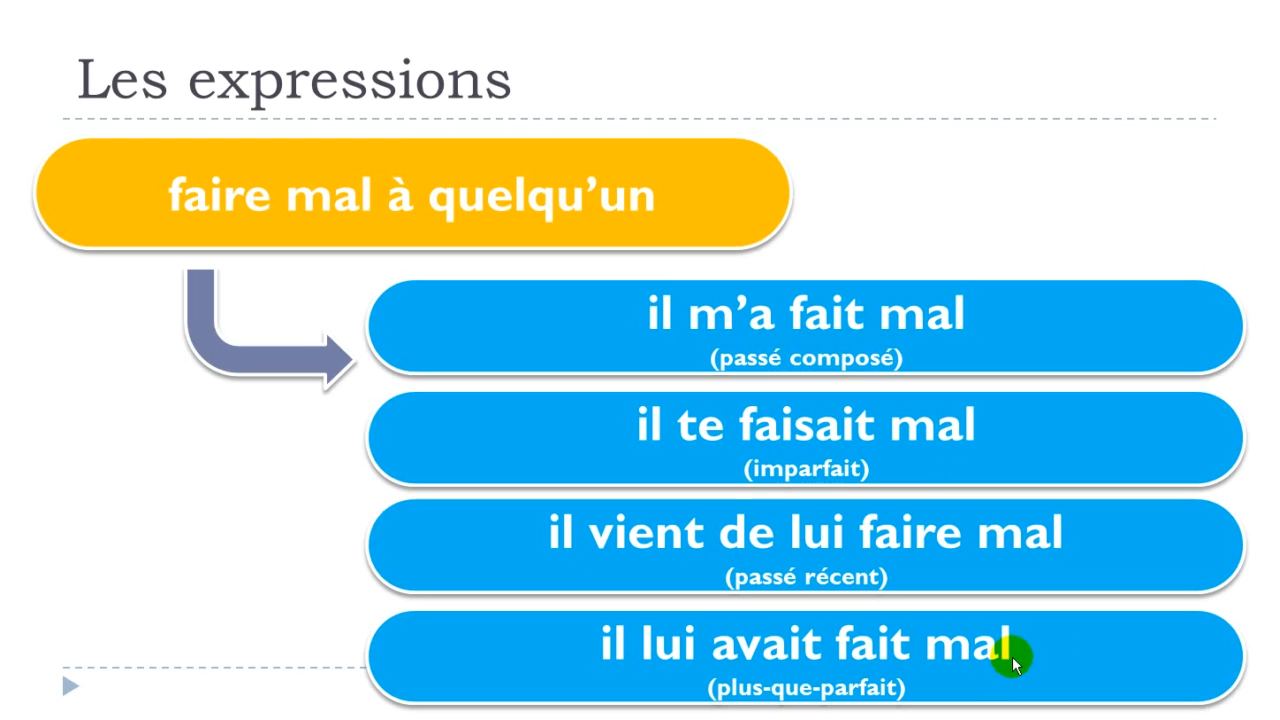 Les expressions
faire mal à quelqu’un
il m’a fait mal
(passé composé)
il te faisait mal
(imparfait)
il vient de lui faire mal
(passé récent)
il lui avait fait mal
(plus-que-parfait)